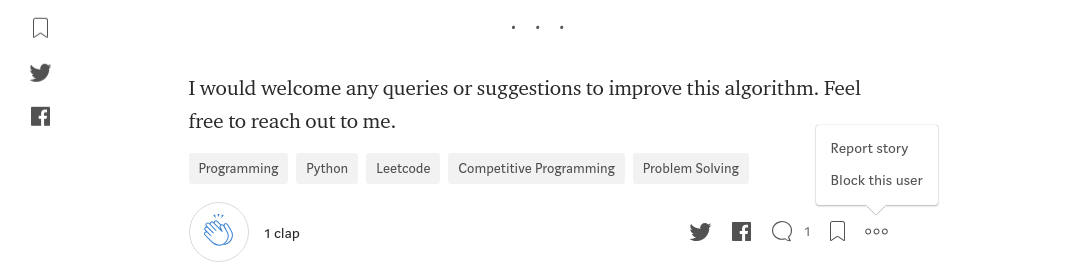 I would welcome any queries or suggestions to improve this algorithm. Feel
free to reach out to me.
Report story
Block this user
Programming
Python
Leetcode
Competitive Programming
Problem Solving
1 clap
1